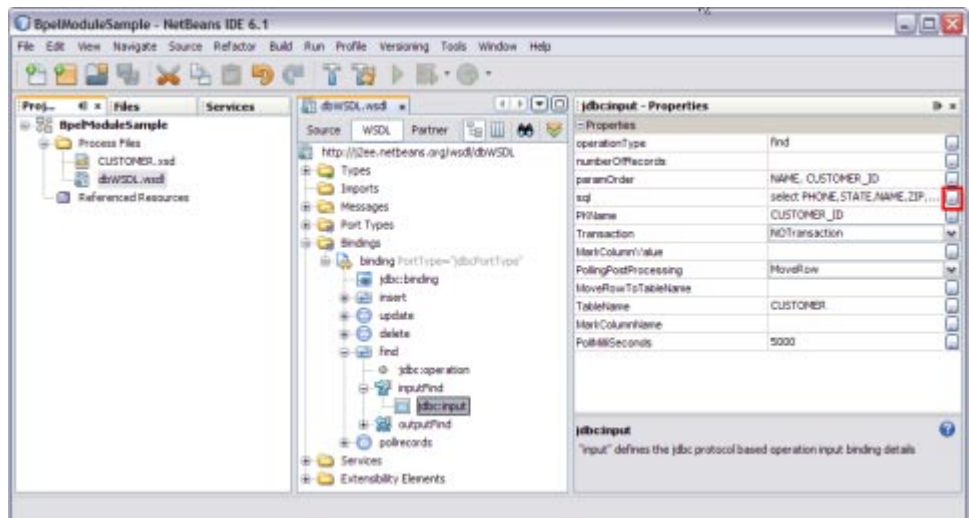 BpelModuleSample - NetBeans IDE 6.1
File Edit View Navigate Source Refactor Build Run Profile Versioning Tools Window Help
Proj... Files Services
BpelModuleSample
Process Files
CUSTOMER.xsd
dbWSDL.wsdl
Referenced Resources
dbWSDL.wsdl
Source WSDL Partner
http://j2ee.netbeans.org/wsdl/dbWSDL
Types
Imports
Messages
Port Types
Bindings
binding PortType="jdbcPortType"
jdbc:binding
insert
update
delete
find
jdbc:operation
inputFind
jdbc:input
outputFind
pollrecords
Services
Extensibility Elements
jdbc:input - Properties
Properties
operationType find
numberOfRecords
paramOrder NAME, CUSTOMER_ID
sql select PHONE,STATE,NAME,ZIP,...
PKName CUSTOMER_ID
Transaction NOTransaction
MarkColumnValue
PollingPostProcessing MoveRow
MoveRowToTableName
TableName CUSTOMER
MarkColumnName
PollMilliSeconds 5000
jdbc:input
"input" defines the jdbc protocol based operation input binding details